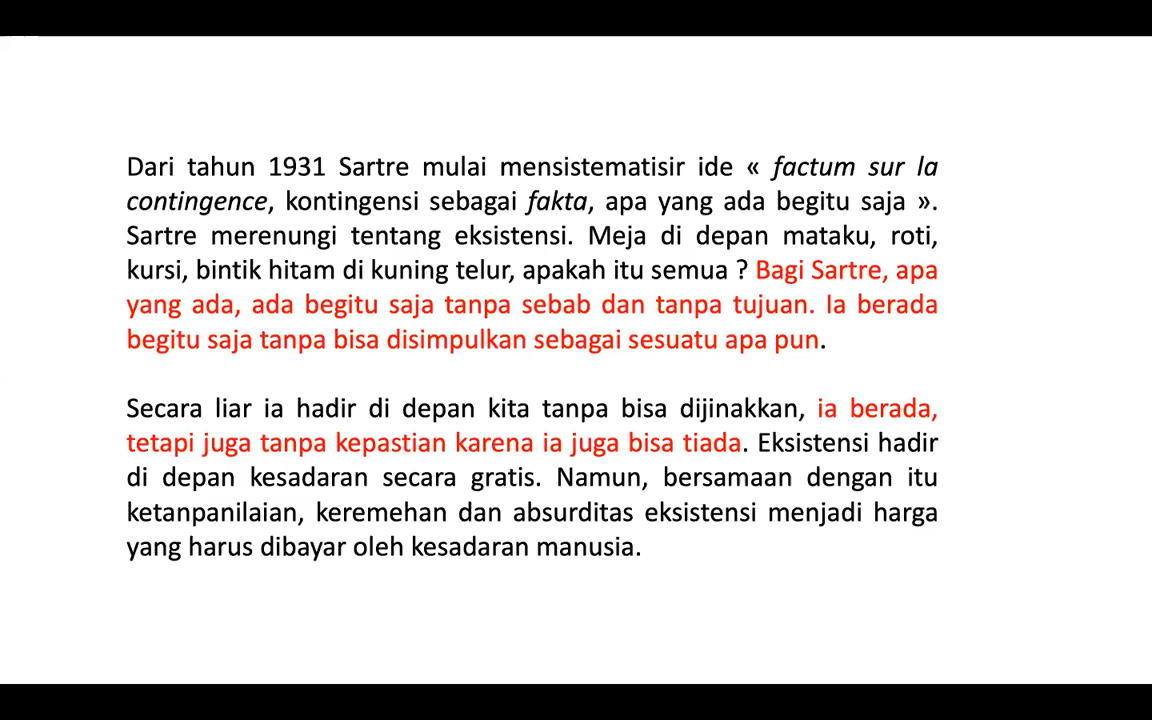 Dari tahun 1931 Sartre mulai mensistematisir ide « factum sur la
contingence, kontingensi sebagai fakta, apa yang ada begitu saja ».
Sartre merenungi tentang eksistensi. Meja di depan mataku, roti,
kursi, bintik hitam di kuning telur, apakah itu semua ? Bagi Sartre, apa
yang ada, ada begitu saja tanpa sebab dan tanpa tujuan. Ia berada
begitu saja tanpa bisa disimpulkan sebagai sesuatu apa pun.
Secara liar ia hadir di depan kita tanpa bisa dijinakkan, ia berada,
tetapi juga tanpa kepastian karena ia juga bisa tiada. Eksistensi hadir
di depan kesadaran secara gratis. Namun, bersamaan dengan itu
ketanpanilaian, keremehan dan absurditas eksistensi menjadi harga
yang harus dibayar oleh kesadaran manusia.